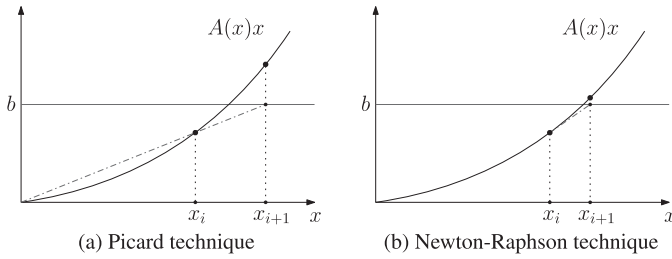 A(x)x
b
x_i
x_{i+1}
x
(a) Picard technique
A(x)x
b
x_i
x_{i+1}
x
(b) Newton-Raphson technique